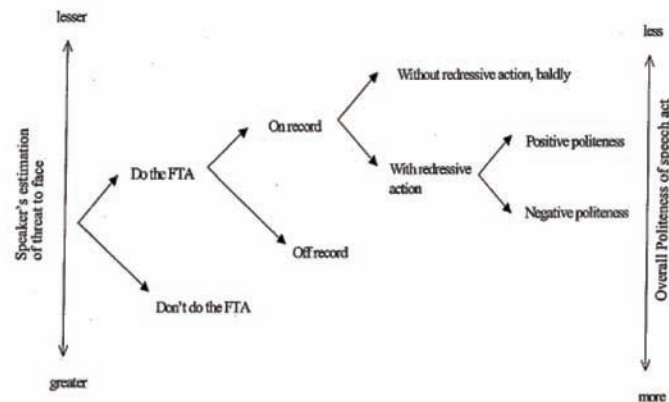 lesser
less
Without redressive action, baldly
On record
Positive politeness
Do the FTA
With redressive
action
Negative politeness
Off record
Don't do the FTA
Speaker's estimation
of threat to face
Overall Politeness of speech act
greater
more